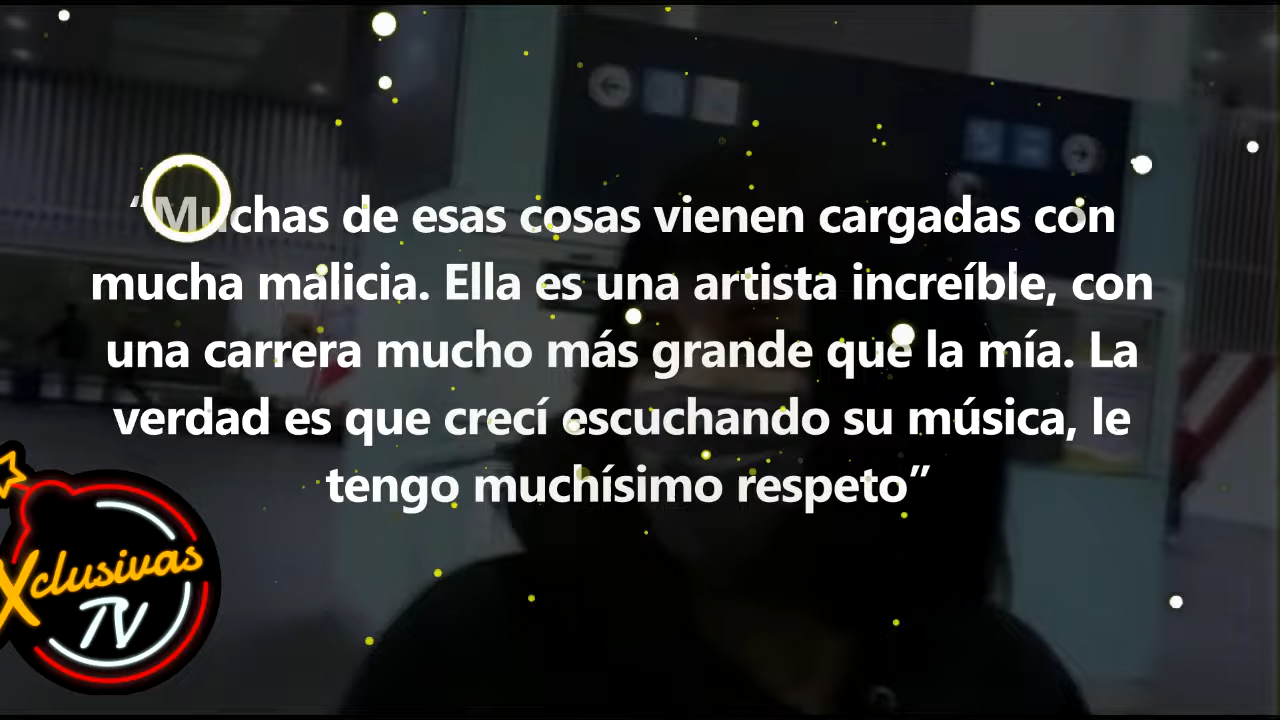 “Muchas de esas cosas vienen cargadas con
mucha malicia. Ella es una artista increíble, con
una carrera mucho más grande que la mía. La
verdad es que crecí escuchando su música, le
tengo muchísimo respeto”
Xclusivas
TV